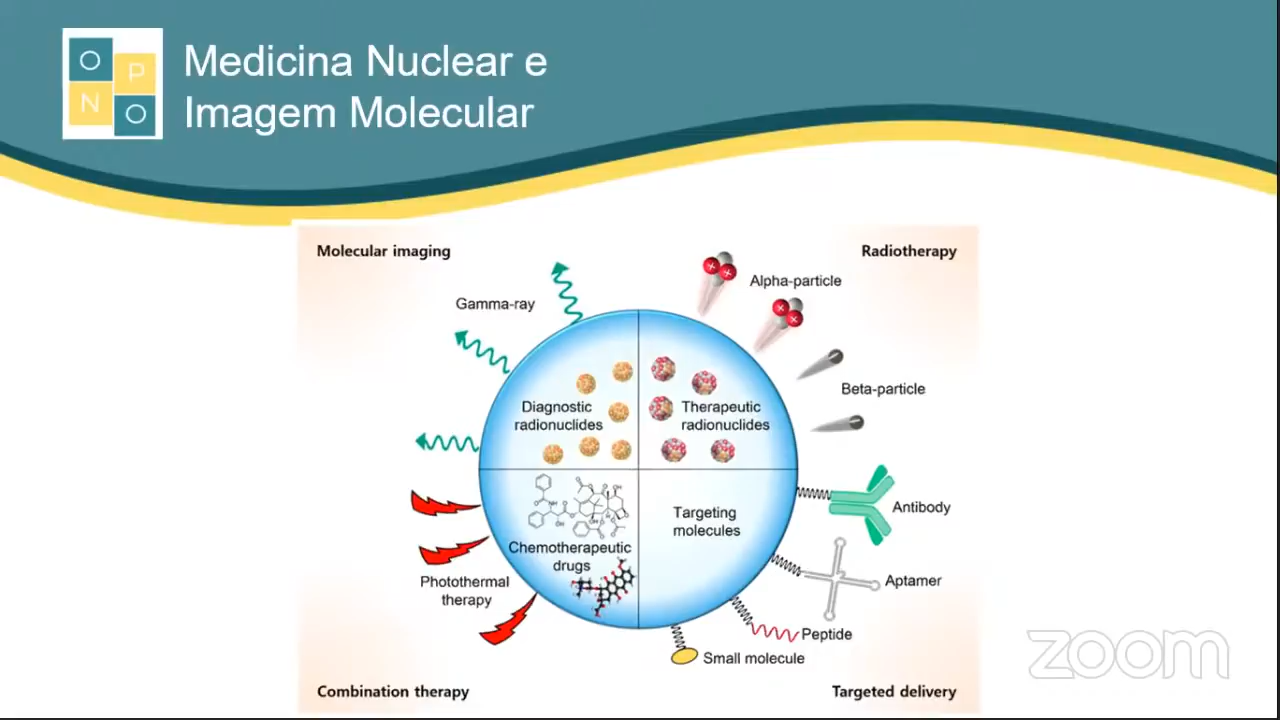 O
P
N
O
Medicina Nuclear e
Imagem Molecular
Molecular imaging
Radiotherapy
Gamma-ray
Alpha-particle
Beta-particle
Diagnostic
radionuclides
Therapeutic
radionuclides
Chemotherapeutic
drugs
Targeting
molecules
Antibody
Aptamer
Peptide
Small molecule
Photothermal
therapy
Combination therapy
Targeted delivery
zoom